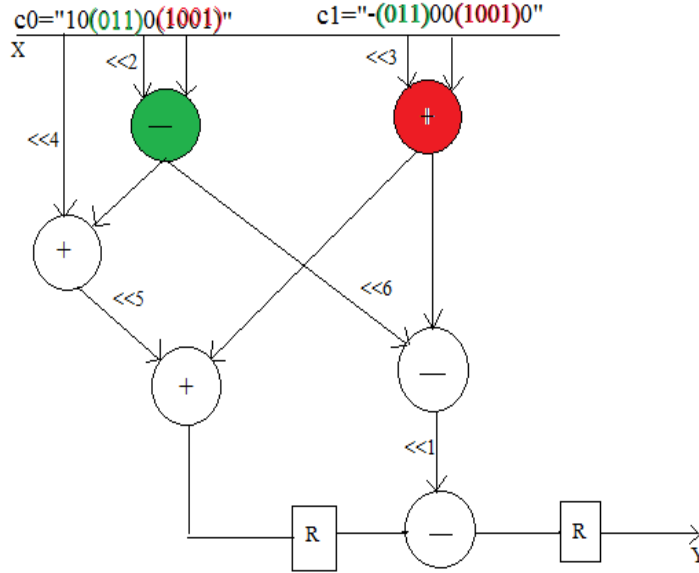 c0="10(011)0(1001)" c1="-(011)00(1001)0"
X
<<2 <<3
— +
<<4
+
<<6
<<5
+ —
<<1
R — R
Y